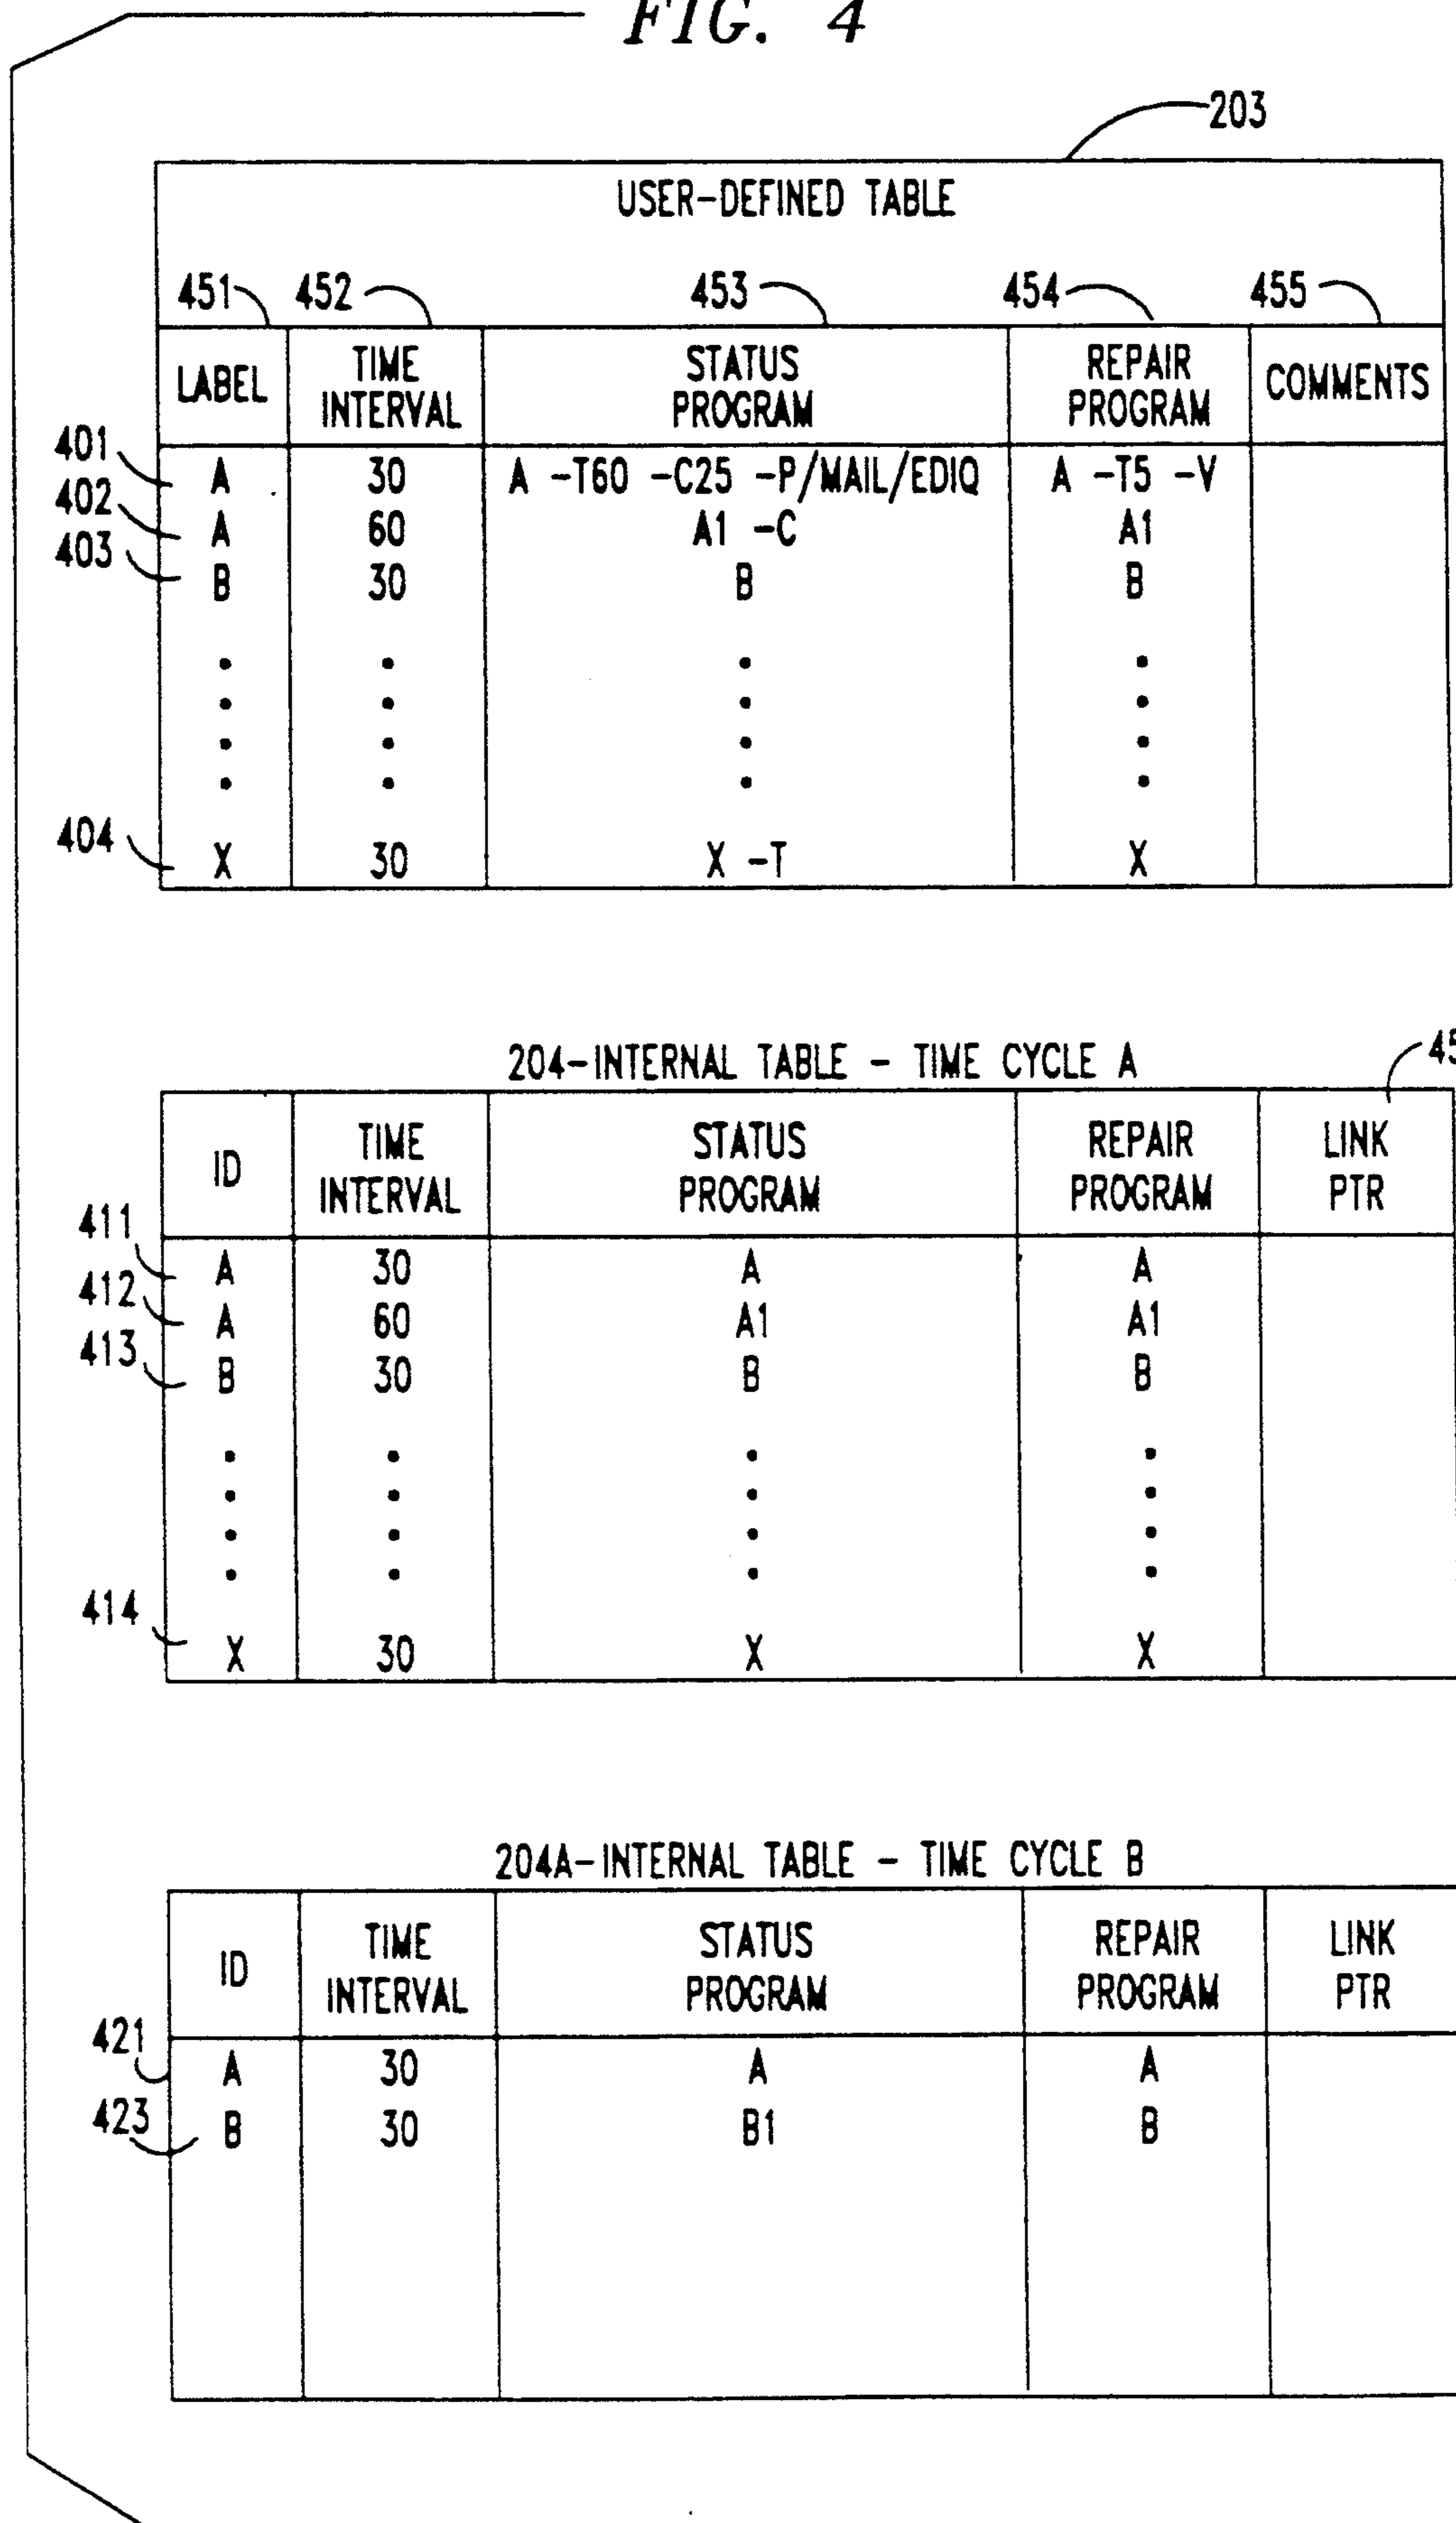 FIG. 4
203
USER-DEFINED TABLE
451 452 453 454 455
LABEL TIME INTERVAL STATUS PROGRAM REPAIR PROGRAM COMMENTS
401 A 30 A -T60 -C25 -P/MAIL/EDIQ A -T5 -V
402 A 60 A1 -C A1
403 B 30 B B
404 X 30 X -T X
204-INTERNAL TABLE - TIME CYCLE A
ID TIME INTERVAL STATUS PROGRAM REPAIR PROGRAM LINK PTR
411 A 30 A A
412 A 60 A1 A1
413 B 30 B B
414 X 30 X X
204A-INTERNAL TABLE - TIME CYCLE B
ID TIME INTERVAL STATUS PROGRAM REPAIR PROGRAM LINK PTR
421 A 30 A A
423 B 30 B1 B